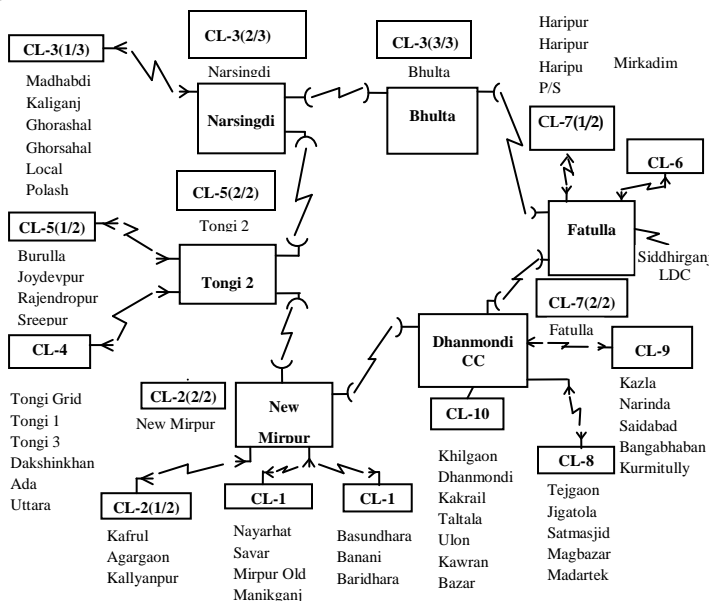 CL-3(1/3)
Madhabdi
Kaliganj
Ghorashal
Ghorsahal
Local
Polash
CL-3(2/3)
Narsingdi
Narsingdi
CL-3(3/3)
Bhulta
Bhulta
Haripur
Haripur
Haripu
P/S
Mirkadim
CL-7(1/2)
CL-6
Fatulla
Siddhirganj
LDC
CL-7(2/2)
Fatulla
CL-5(2/2)
Tongi 2
Tongi 2
CL-5(1/2)
Burulla
Joydevpur
Rajendropur
Sreepur
CL-4
Tongi Grid
Tongi 1
Tongi 3
Dakshinkhan
Ada
Uttara
CL-2(2/2)
New Mirpur
New
Mirpur
Dhanmondi
CC
CL-9
Kazla
Narinda
Saidabad
Bangabhaban
Kurmitully
CL-10
Khilgaon
Dhanmondi
Kakrail
Taltala
Ulon
Kawran
Bazar
CL-8
Tejgaon
Jigatola
Satmasjid
Magbazar
Madartek
CL-2(1/2)
Kafrul
Agargaon
Kallyanpur
CL-1
Nayarhat
Savar
Mirpur Old
Manikganj
CL-1
Basundhara
Banani
Baridhara